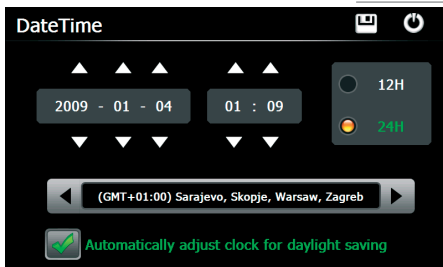 DateTime
2009 - 01 - 04 01 : 09
12H
24H
(GMT+01:00) Sarajevo, Skopje, Warsaw, Zagreb
Automatically adjust clock for daylight saving